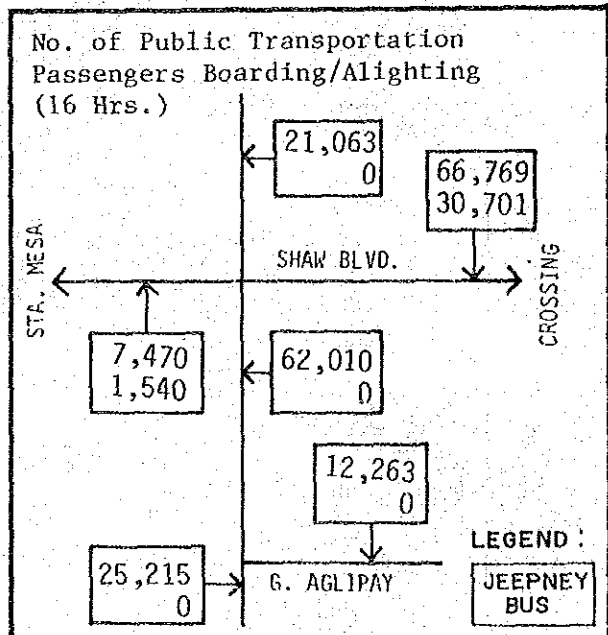 No. of Public Transportation
Passengers Boarding/Alighting
(16 Hrs.)
21,063
0
66,769
30,701
STA. MESA
SHAW BLVD.
CROSSING
7,470
1,540
62,010
0
12,263
0
25,215
0
G. AGLIPAY
LEGEND :
JEEPNEY
BUS